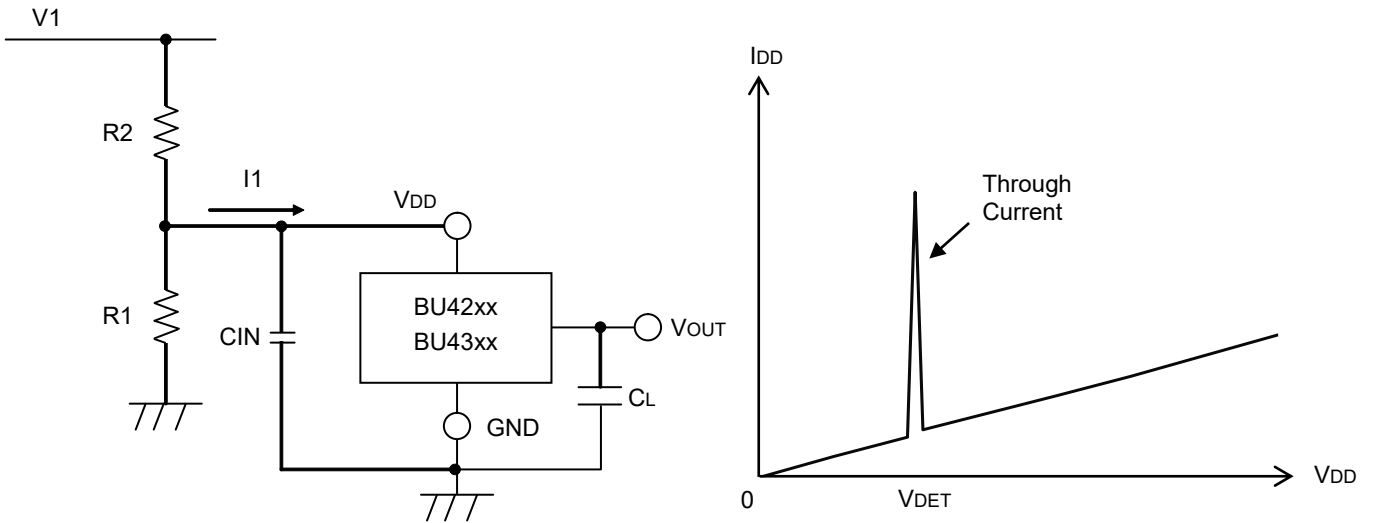 V1
R2
I1
VDD
R1
CIN
BU42xx
BU43xx
VOUT
CL
GND
IDD
Through
Current
0
VDET
VDD